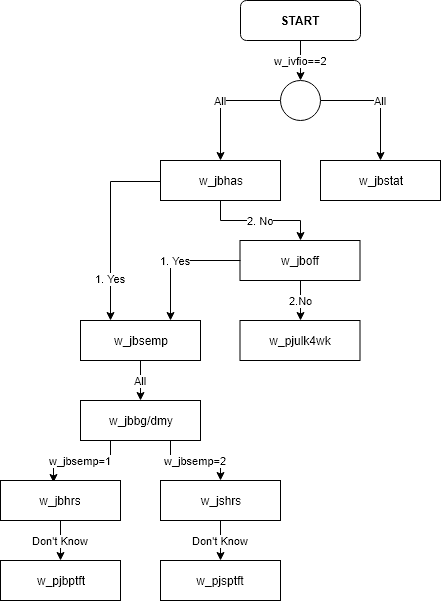 START
w_ivfio==2
All
All
w_jbhas
w_jbstat
2. No
1. Yes
w_jboff
1. Yes
2.No
w_jbsemp
w_pjulk4wk
All
w_jbbg/dmy
w_jbsemp=1
w_jbsemp=2
w_jbhrs
w_jshrs
Don't Know
Don't Know
w_pjbptft
w_pjsptft